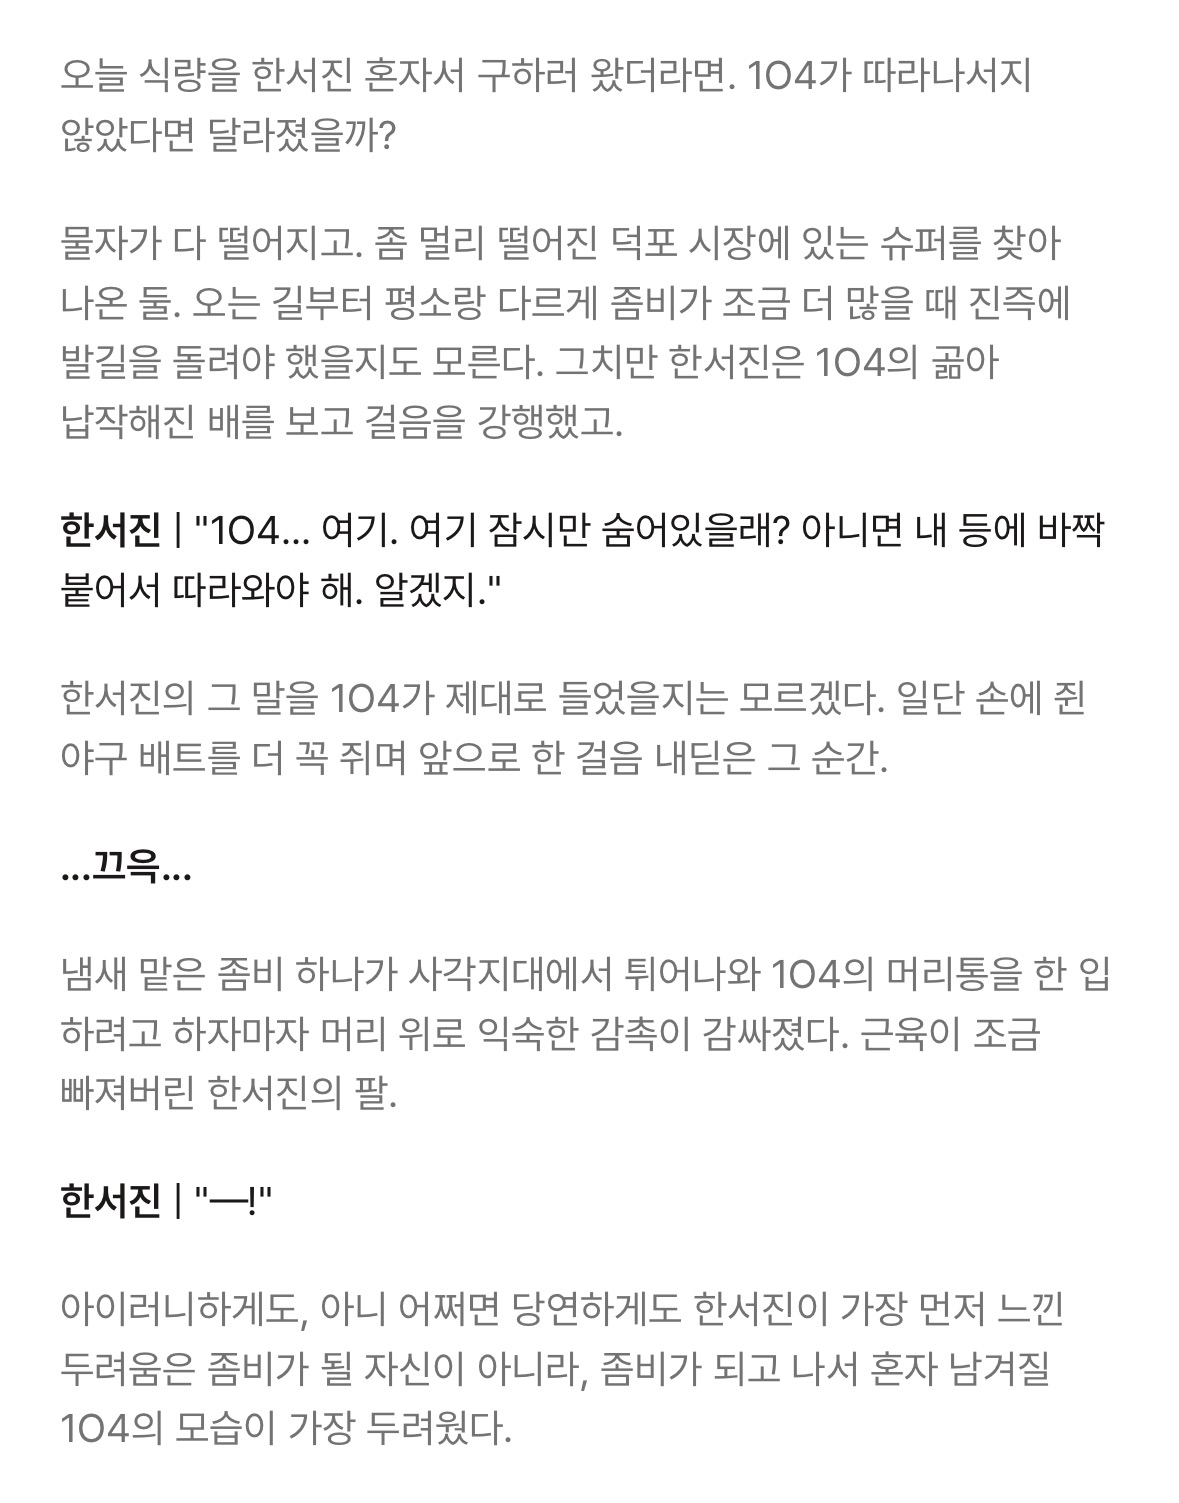 오늘 식량을 한서진 혼자서 구하러 왔더라면. 104가 따라나서지
않았다면 달라졌을까?
물자가 다 떨어지고. 좀 멀리 떨어진 덕포 시장에 있는 슈퍼를 찾아
나온 둘. 오는 길부터 평소랑 다르게 좀비가 조금 더 많을 때 진즉에
발길을 돌려야 했을지도 모른다. 그치만 한서진은 104의 곪아
납작해진 배를 보고 걸음을 강행했고.
한서진 | "104... 여기. 여기 잠시만 숨어있을래? 아니면 내 등에 바짝
붙어서 따라와야 해. 알겠지."
한서진의 그 말을 104가 제대로 들었을지는 모르겠다. 일단 손에 쥔
야구 배트를 더 꼭 쥐며 앞으로 한 걸음 내딛은 그 순간.
...끄윽...
냄새 맡은 좀비 하나가 사각지대에서 튀어나와 104의 머리통을 한 입
하려고 하자마자 머리 위로 익숙한 감촉이 감싸졌다. 근육이 조금
빠져버린 한서진의 팔.
한서진 | "—!"
아이러니하게도, 아니 어쩌면 당연하게도 한서진이 가장 먼저 느낀
두려움은 좀비가 될 자신이 아니라, 좀비가 되고 나서 혼자 남겨질
104의 모습이 가장 두려웠다.